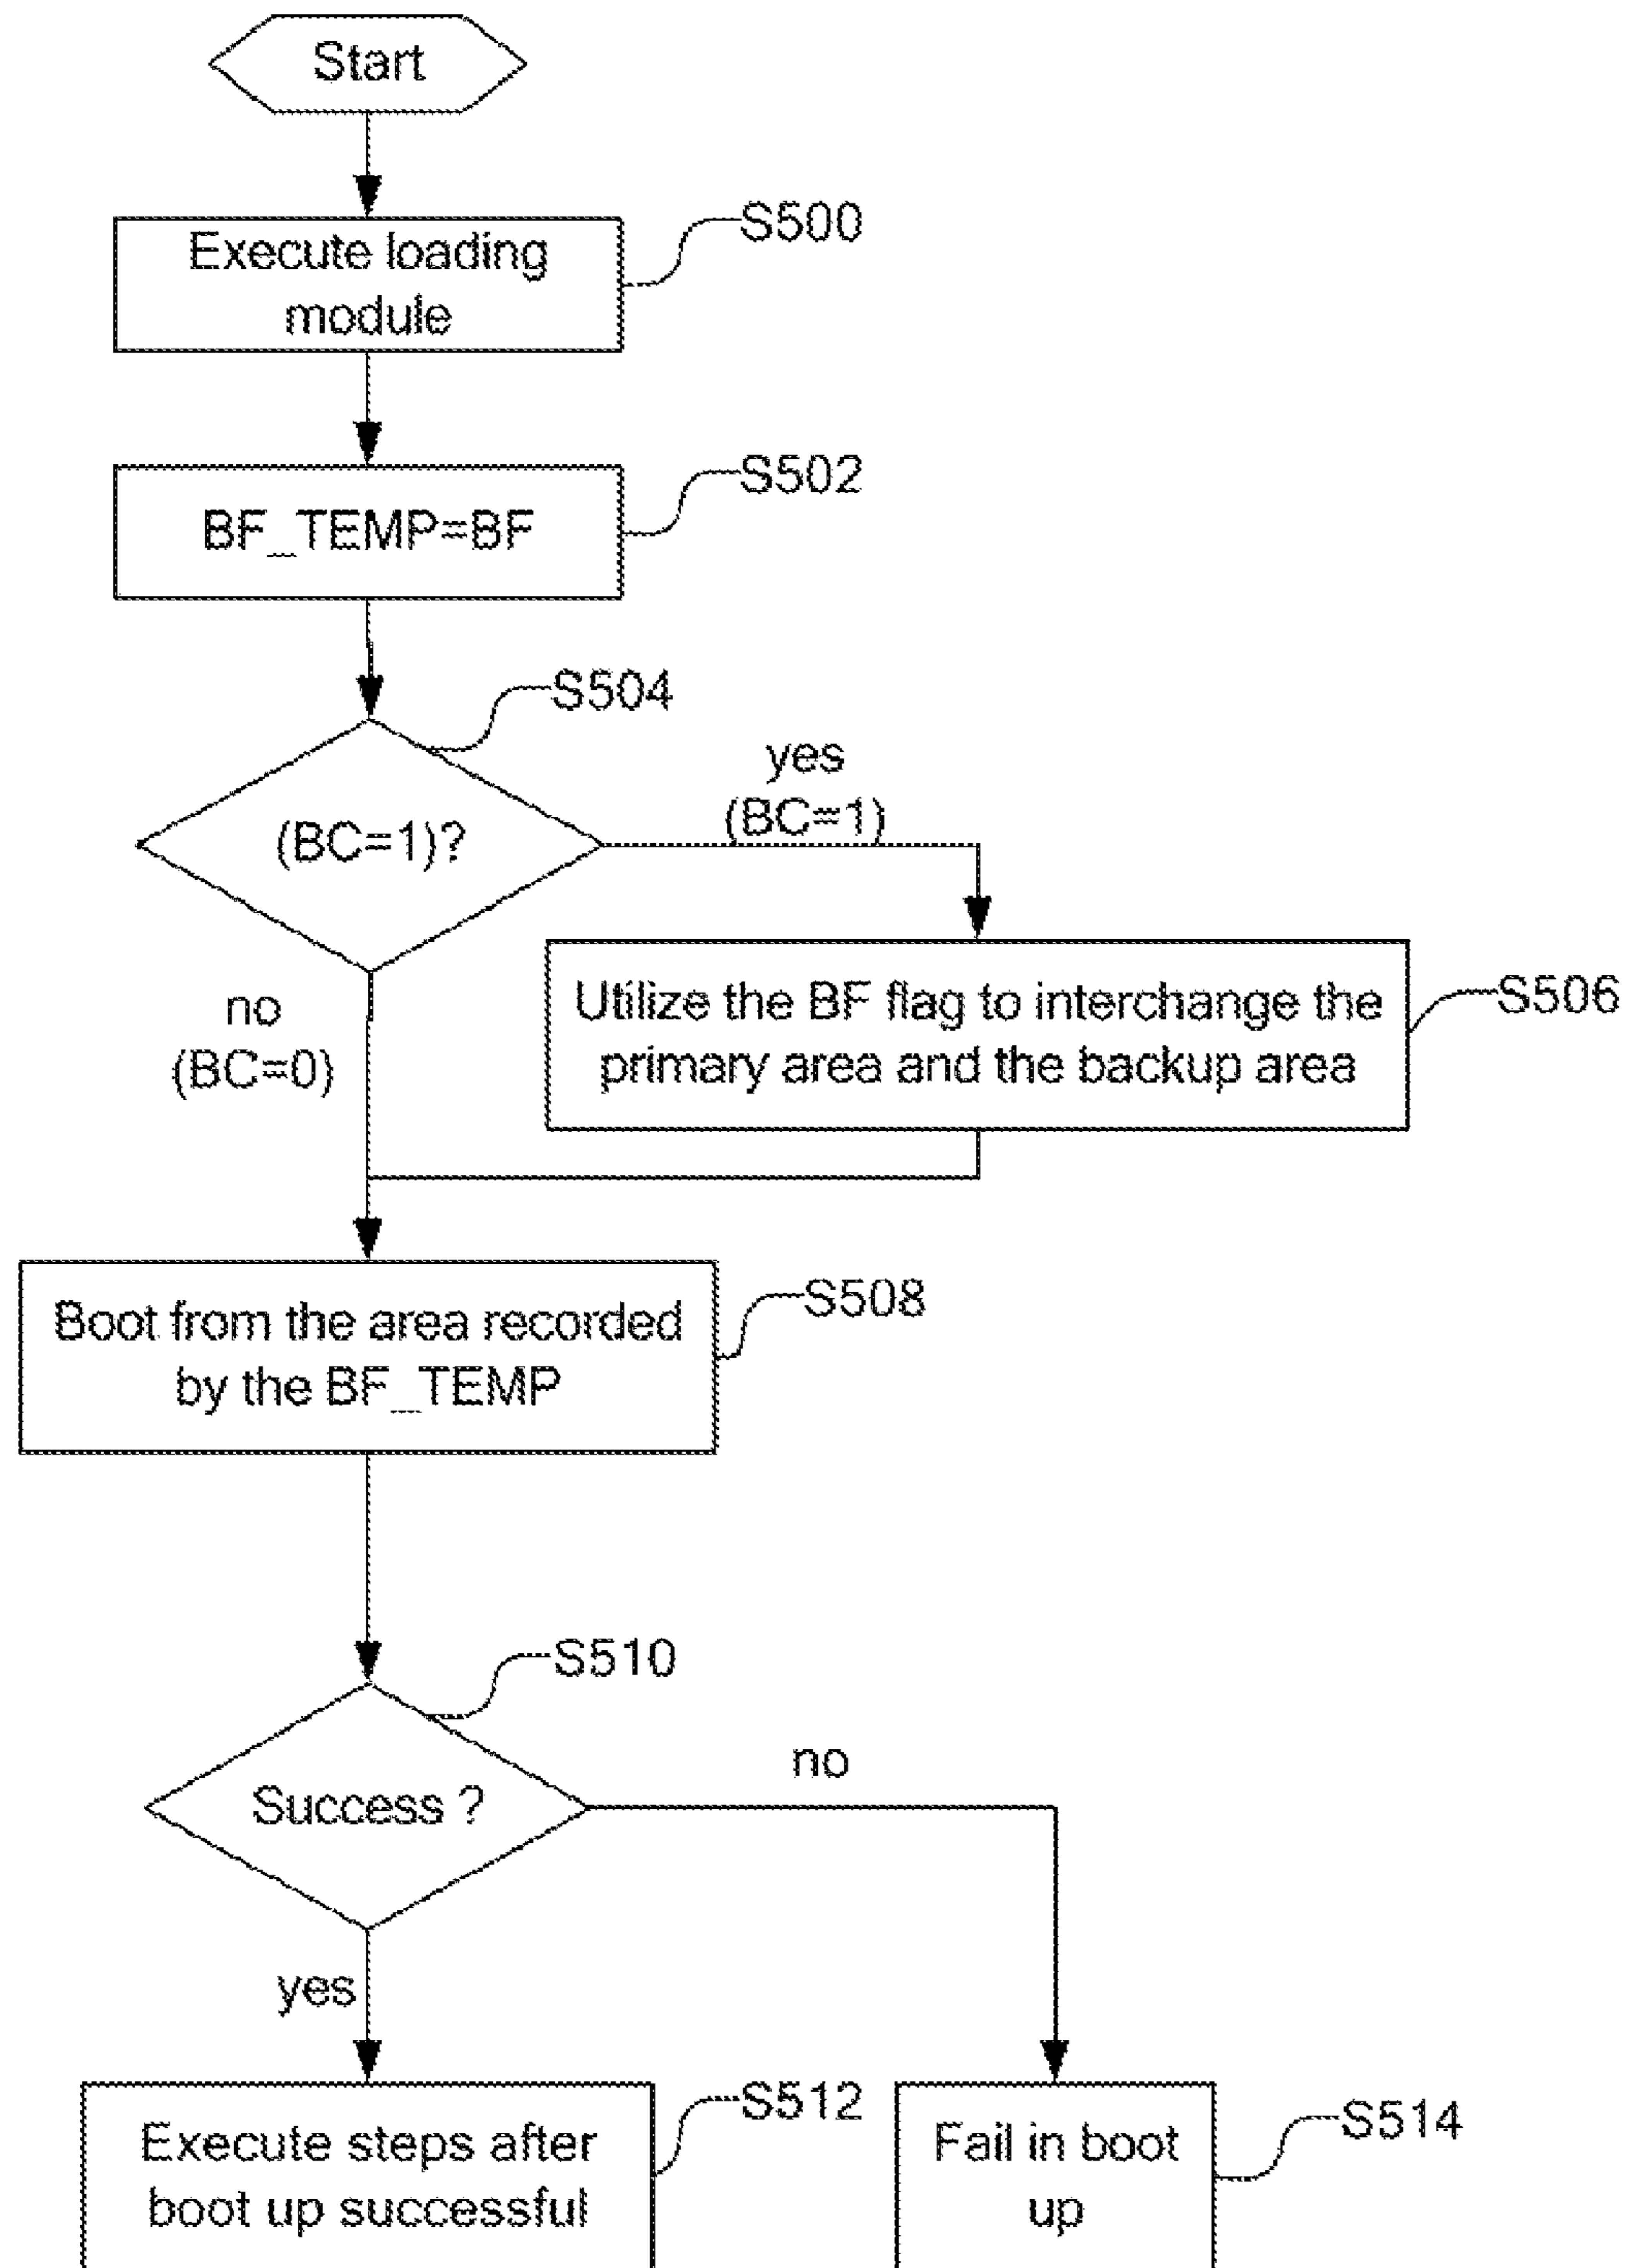 Start
S500
Execute loading
module
S502
BF_TEMP=BF
S504
yes
(BC=1)
(BC=1)?
no
(BC=0)
Utilize the BF flag to interchange the
primary area and the backup area
S506
Boot from the area recorded
by the BF_TEMP
S508
S510
no
Success ?
yes
S512
Execute steps after
boot up successful
Fail in boot
up
S514